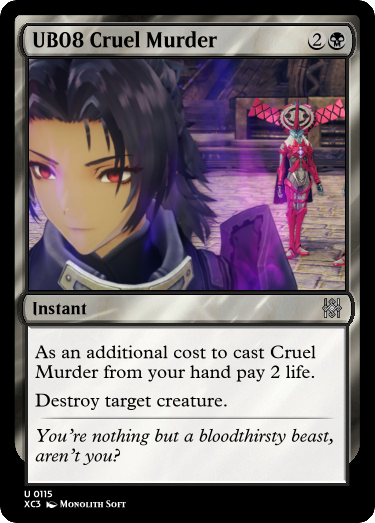 UB08 Cruel Murder 2
Instant
As an additional cost to cast Cruel
Murder from your hand pay 2 life.
Destroy target creature.
You're nothing but a bloodthirsty beast,
aren't you?
U 0115
XC3 Monolith Soft